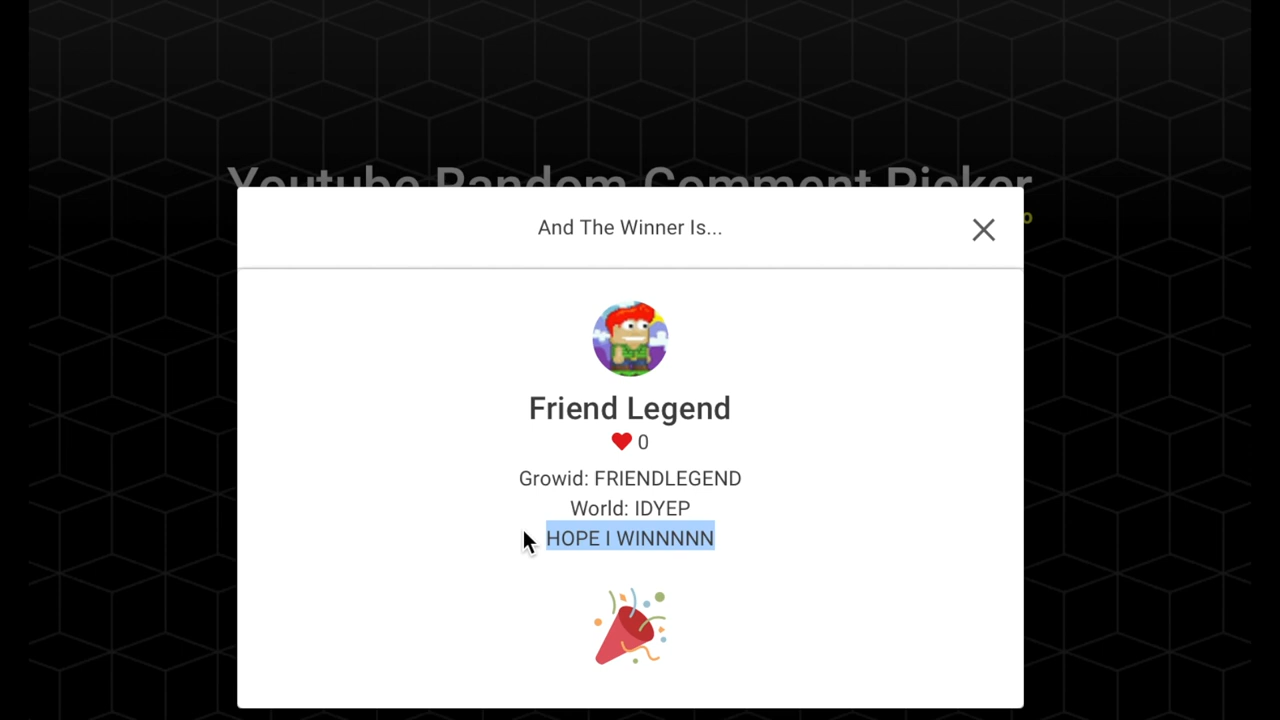 Youtube Random Comment Picker
And The Winner Is...
Friend Legend
0
Growid: FRIENDLEGEND
World: IDYEP
HOPE I WINNNNN